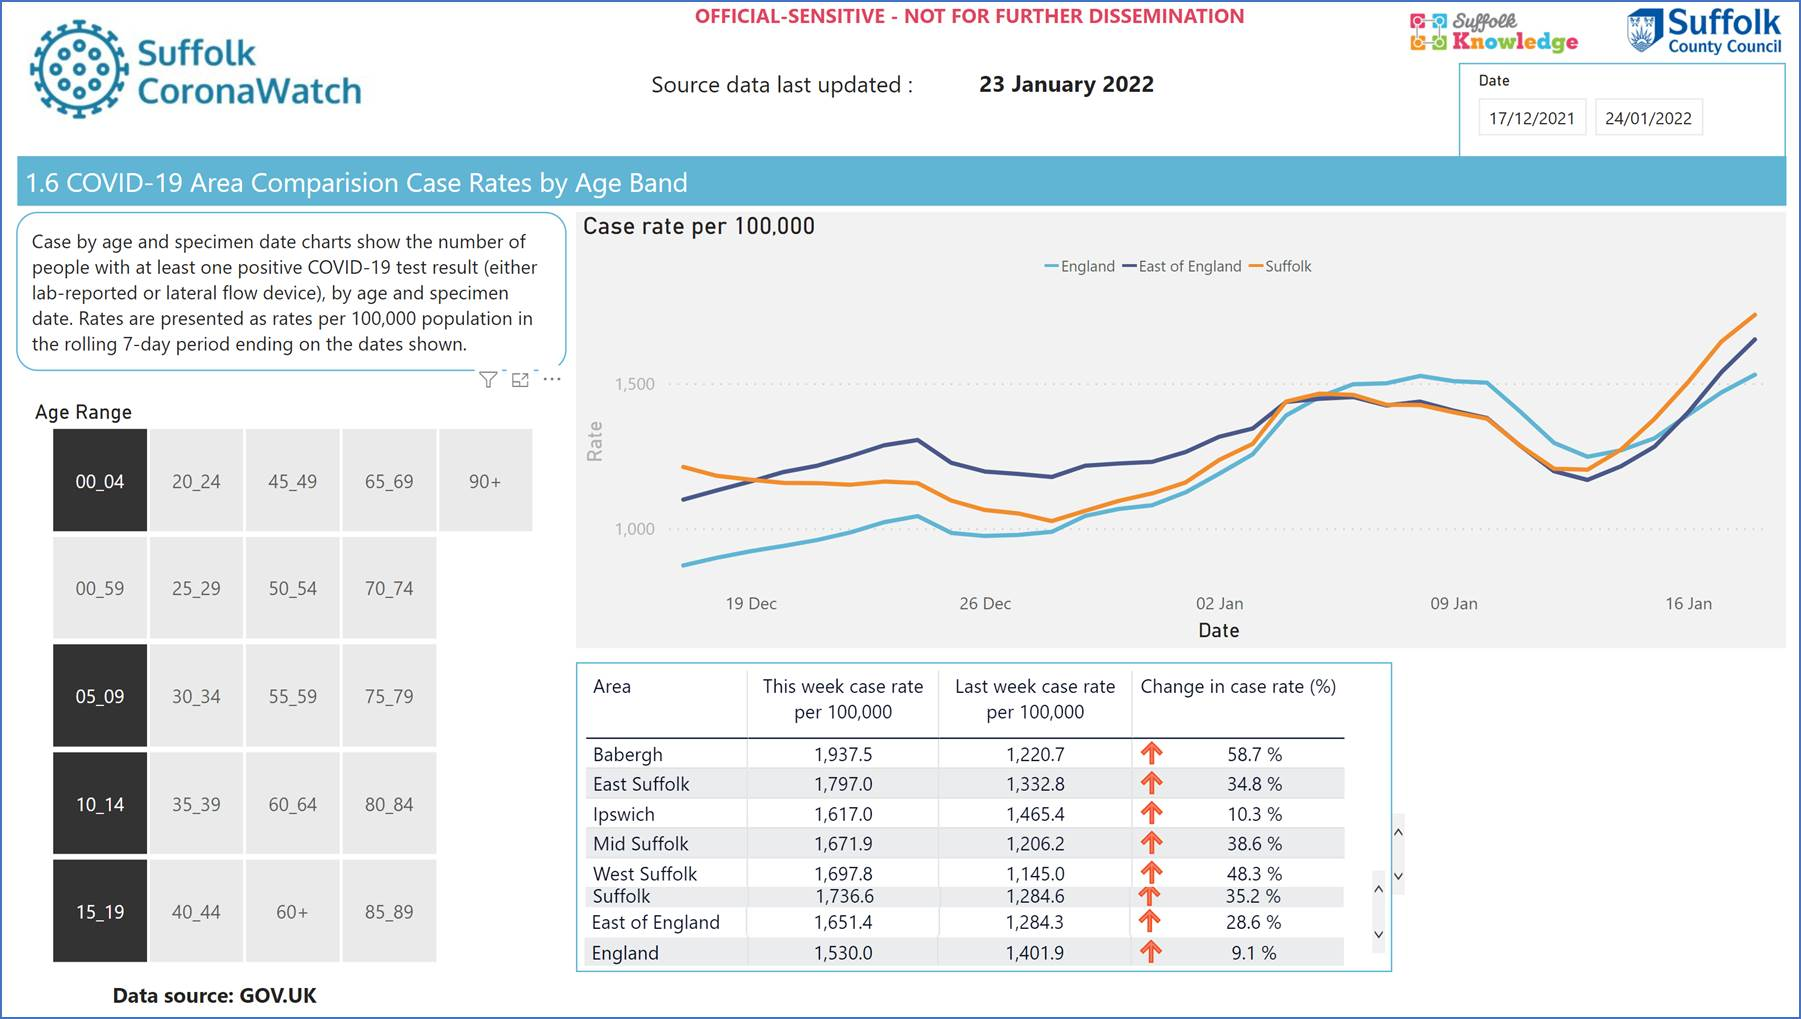 OFFICIAL-SENSITIVE - NOT FOR FURTHER DISSEMINATION
Suffolk
CoronaWatch
Source data last updated :
23 January 2022
Suffolk
Knowledge
Suffolk
County Council
Date
17/12/2021 24/01/2022
1.6 COVID-19 Area Comparision Case Rates by Age Band
Case by age and specimen date charts show the number of
people with at least one positive COVID-19 test result (either
lab-reported or lateral flow device), by age and specimen
date. Rates are presented as rates per 100,000 population in
the rolling 7-day period ending on the dates shown.
Age Range
00_04 20_24 45_49 65_69 90+
00_59 25_29 50_54 70_74
05_09 30_34 55_59 75_79
10_14 35_39 60_64 80_84
15_19 40_44 60+ 85_89
Data source: GOV.UK
Case rate per 100,000
England East of England Suffolk
1,500
Rate
1,000
19 Dec 26 Dec 02 Jan 09 Jan 16 Jan
Date
Area This week case rate Last week case rate Change in case rate (%)
per 100,000 per 100,000
Babergh 1,937.5 1,220.7 58.7 %
East Suffolk 1,797.0 1,332.8 34.8 %
Ipswich 1,617.0 1,465.4 10.3 %
Mid Suffolk 1,671.9 1,206.2 38.6 %
West Suffolk 1,697.8 1,145.0 48.3 %
Suffolk 1,736.6 1,284.6 35.2 %
East of England 1,651.4 1,284.3 28.6 %
England 1,530.0 1,401.9 9.1 %